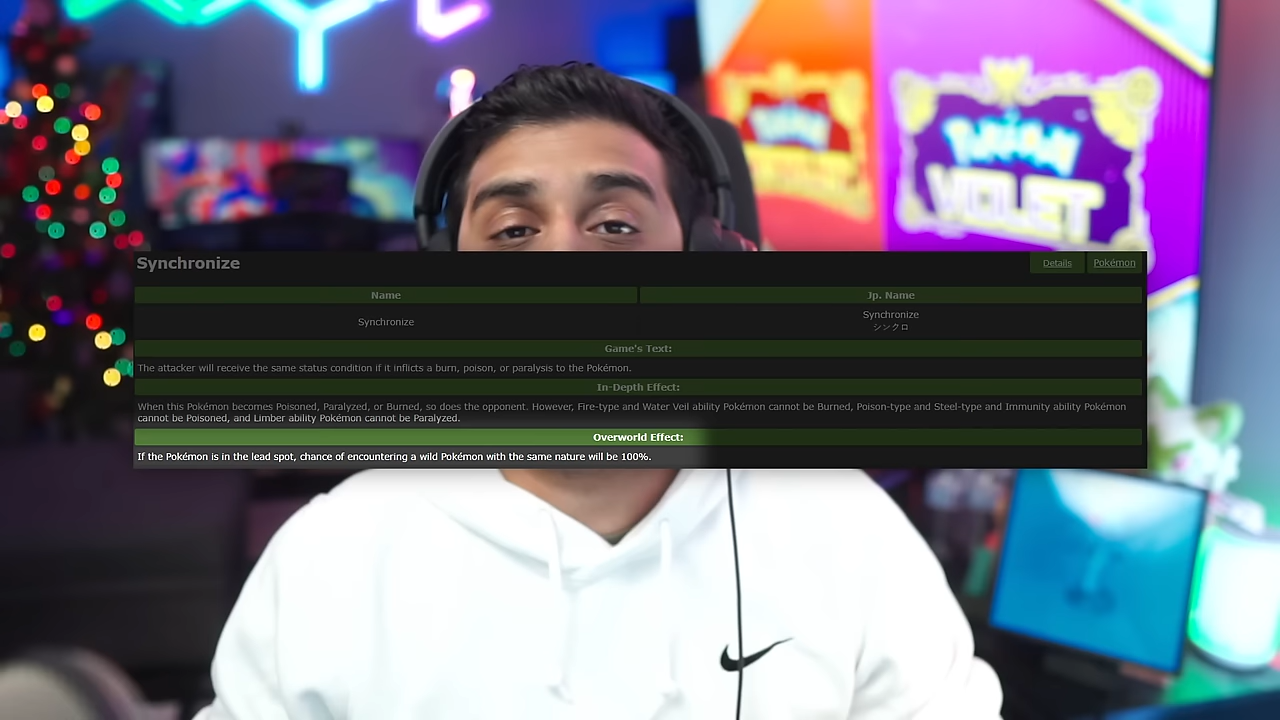 POKÉMON
VIOLET
Synchronize
Details
Pokémon
Name
Jp. Name
Synchronize
Synchronize
シンクロ
Game's Text:
The attacker will receive the same status condition if it inflicts a burn, poison, or paralysis to the Pokémon.
In-Depth Effect:
When this Pokémon becomes Poisoned, Paralyzed, or Burned, so does the opponent. However, Fire-type and Water Veil ability Pokémon cannot be Burned, Poison-type and Steel-type and Immunity ability Pokémon
cannot be Poisoned, and Limber ability Pokémon cannot be Paralyzed.
Overworld Effect:
If the Pokémon is in the lead spot, chance of encountering a wild Pokémon with the same nature will be 100%.